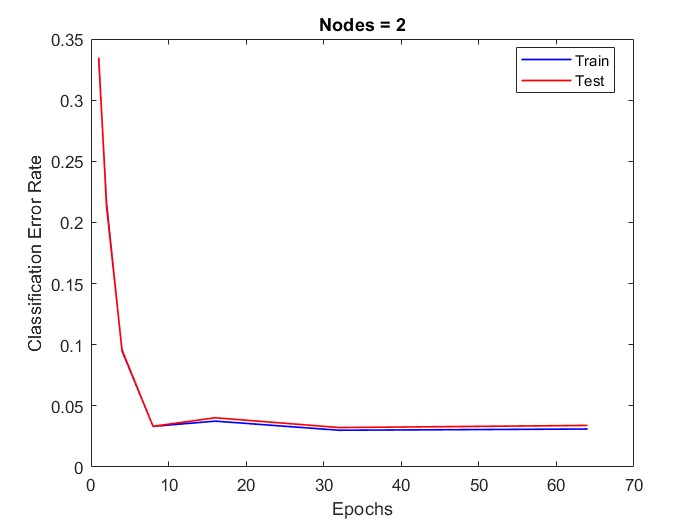 Nodes = 2
0.35
0.3
0.25
0.2
0.15
0.1
0.05
0
Classification Error Rate
Train
Test
0 10 20 30 40 50 60 70
Epochs